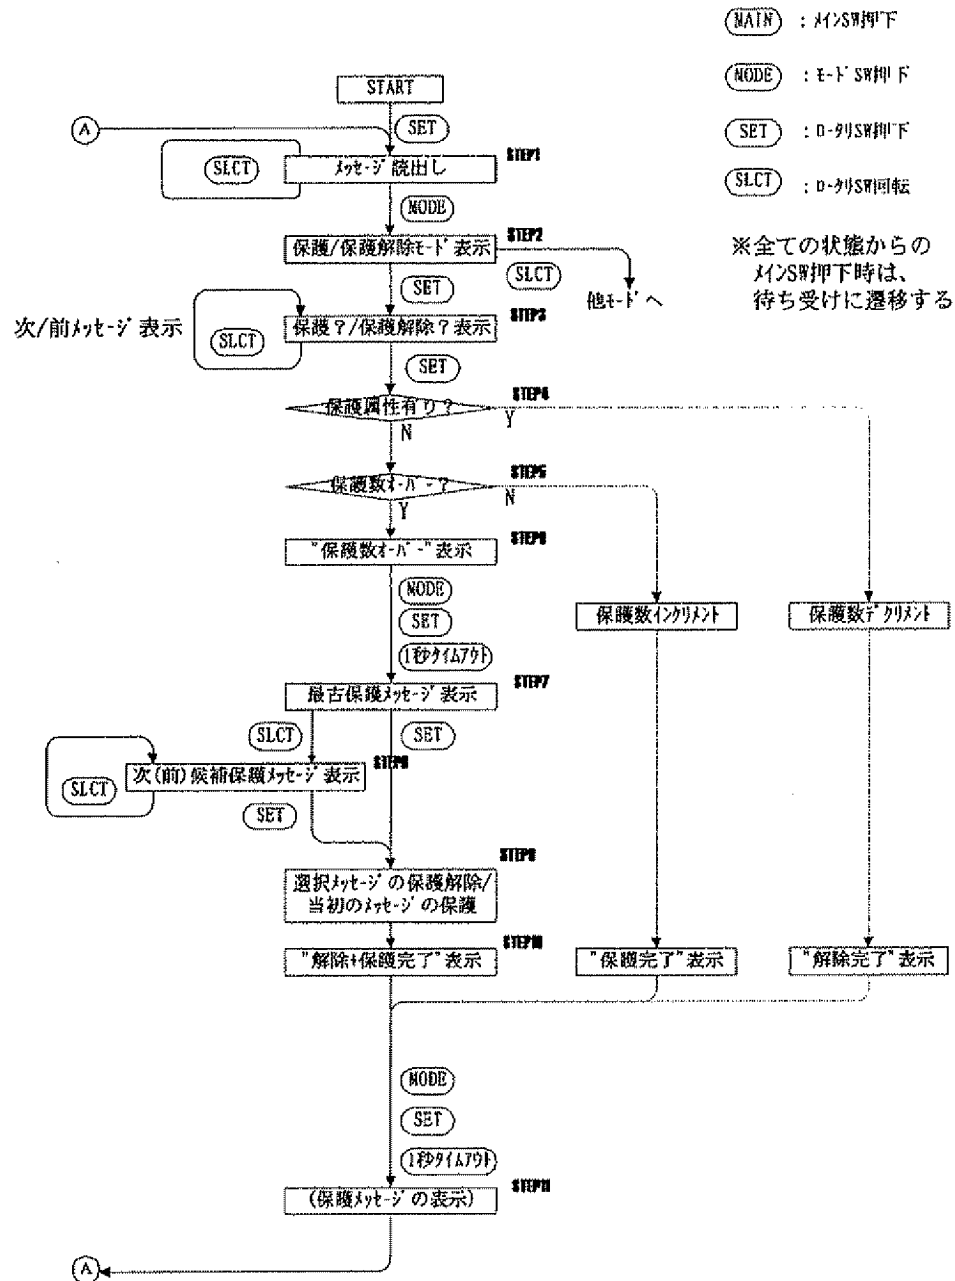 MAIN : ﾒｲﾝSW押下
MODE : ﾓｰﾄﾞSW押下
SET : ﾛｰﾀﾘSW押下
SLCT : ﾛｰﾀﾘSW回転
※全ての状態からの
ﾒｲﾝSW押下時は、
待ち受けに遷移する
START
A
SET
STEP1
SLCT
ﾒｯｾｰｼﾞ読出し
MODE
STEP2
保護/保護解除ﾓｰﾄﾞ表示
SLCT
他ﾓｰﾄﾞへ
SET
STEP3
次/前ﾒｯｾｰｼﾞ表示
SLCT
保護?/保護解除?表示
SET
STEP4
保護属性有り?
Y
N
STEP5
保護数ｵｰﾊﾞｰ?
N
Y
STEP6
"保護数ｵｰﾊﾞｰ"表示
MODE
SET
1秒ﾀｲﾑｱｳﾄ
保護数ｲﾝｸﾘﾒﾝﾄ
保護数ﾃﾞｸﾘﾒﾝﾄ
STEP7
最古保護ﾒｯｾｰｼﾞ表示
SLCT
SET
STEP8
SLCT
次(前)候補保護ﾒｯｾｰｼﾞ表示
SET
STEP9
選択ﾒｯｾｰｼﾞの保護解除/
当初のﾒｯｾｰｼﾞの保護
STEP10
"解除+保護完了"表示
"保護完了"表示
"解除完了"表示
MODE
SET
1秒ﾀｲﾑｱｳﾄ
STEP11
(保護ﾒｯｾｰｼﾞの表示)
A